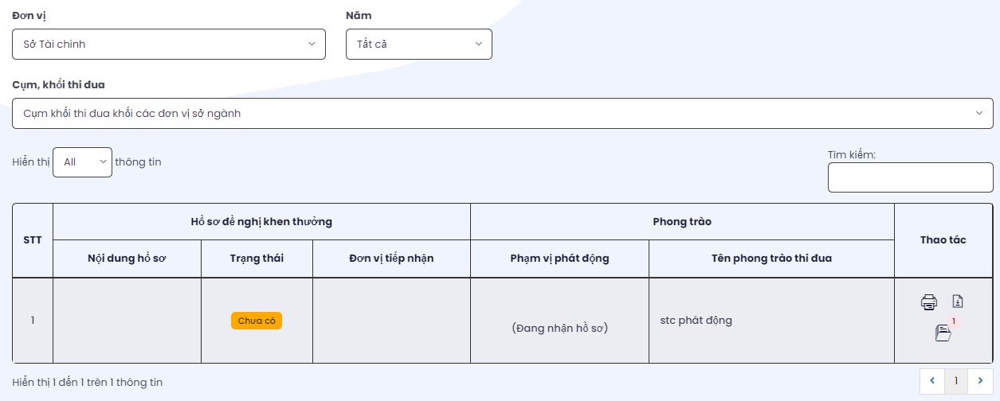 Đơn vị Năm
Sở Tài chính Tất cả
Cụm, khối thi đua
Cụm khối thi đua khối các đơn vị sở ngành
Hiển thị All thông tin
Tìm kiếm:
STT Hồ sơ đề nghị khen thưởng Phong trào Thao tác
Nội dung hồ sơ Trạng thái Đơn vị tiếp nhận Phạm vị phát động Tên phong trào thi đua
1 Chưa có (Đang nhận hồ sơ) stc phát động 1
Hiển thị 1 đến 1 trên 1 thông tin 1